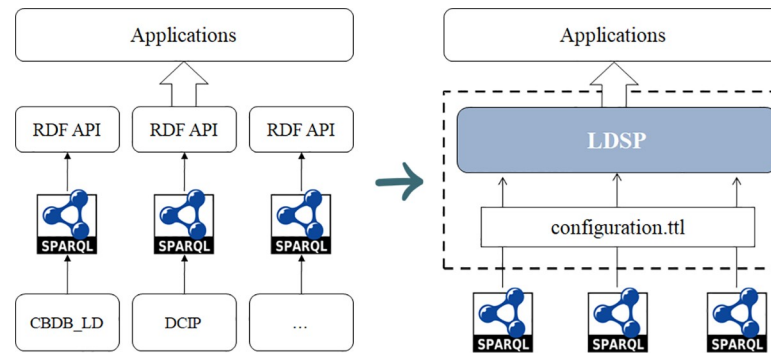 Applications
RDF API
RDF API
RDF API
SPARQL
SPARQL
SPARQL
CBDB_LD
DCIP
...
Applications
LDSP
configuration.ttl
SPARQL
SPARQL
SPARQL